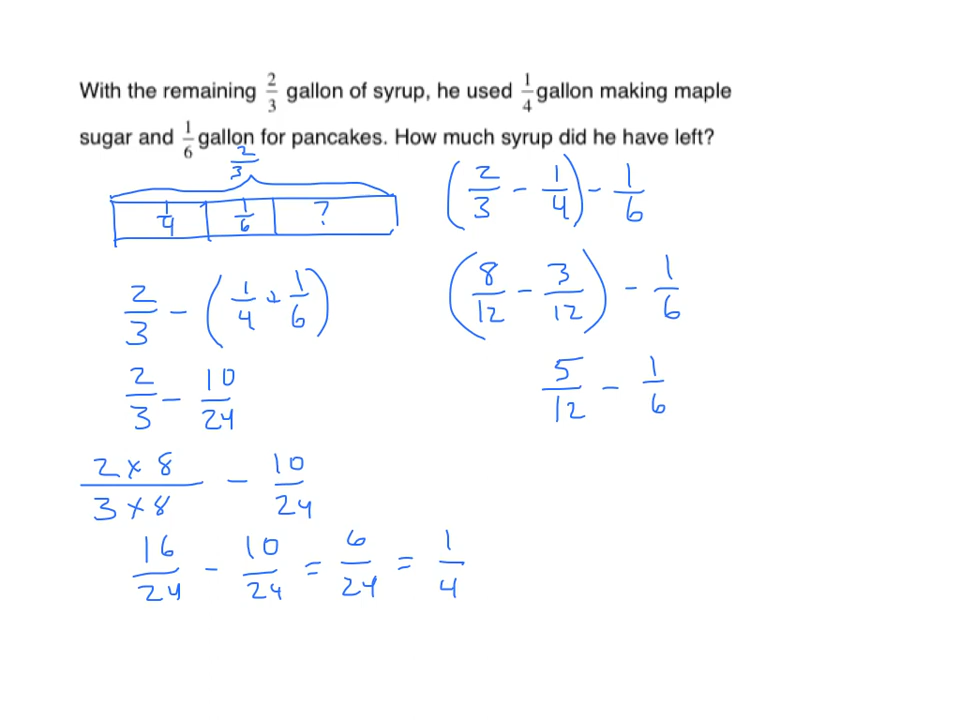 With the remaining 2/3 gallon of syrup, he used 1/4 gallon making maple
sugar and 1/6 gallon for pancakes. How much syrup did he have left?
2/3
1/4 1/6 ?
2/3 - (1/4 + 1/6)
2/3 - 10/24
2 x 8 / 3 x 8 - 10/24
16/24 - 10/24 = 6/24 = 1/4
(2/3 - 1/4) - 1/6
(8/12 - 3/12) - 1/6
5/12 - 1/6